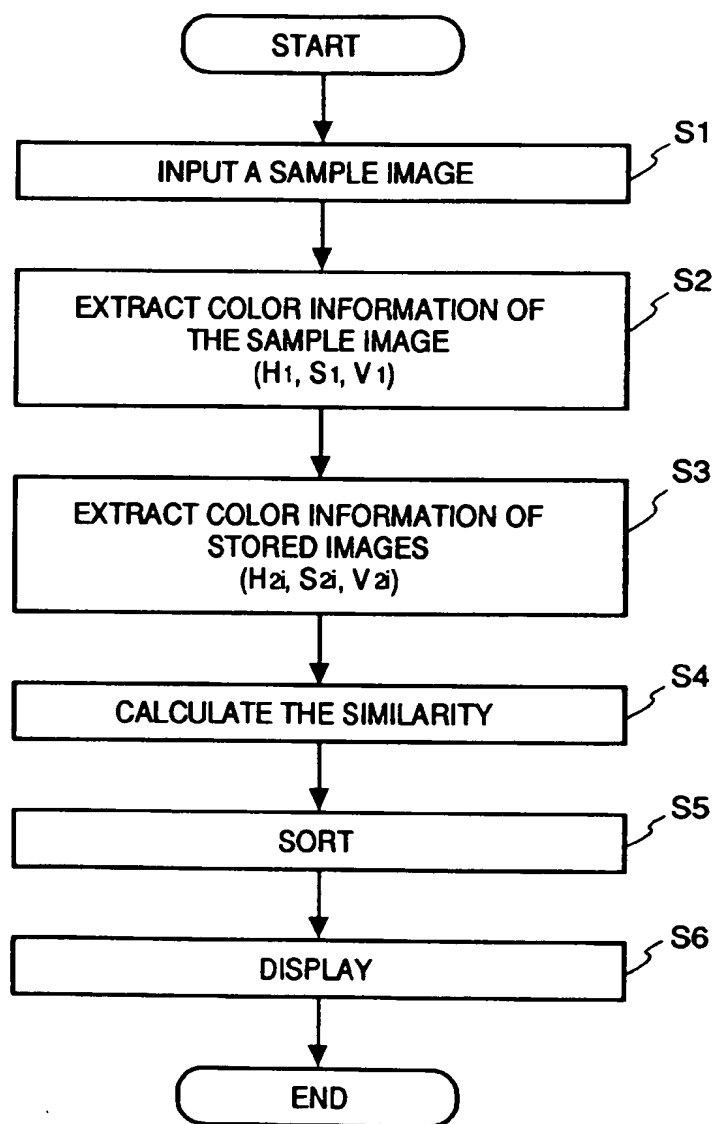 START
S1
INPUT A SAMPLE IMAGE
S2
EXTRACT COLOR INFORMATION OF
THE SAMPLE IMAGE
(H1, S1, V1)
S3
EXTRACT COLOR INFORMATION OF
STORED IMAGES
(H2i, S2i, V2i)
S4
CALCULATE THE SIMILARITY
S5
SORT
S6
DISPLAY
END